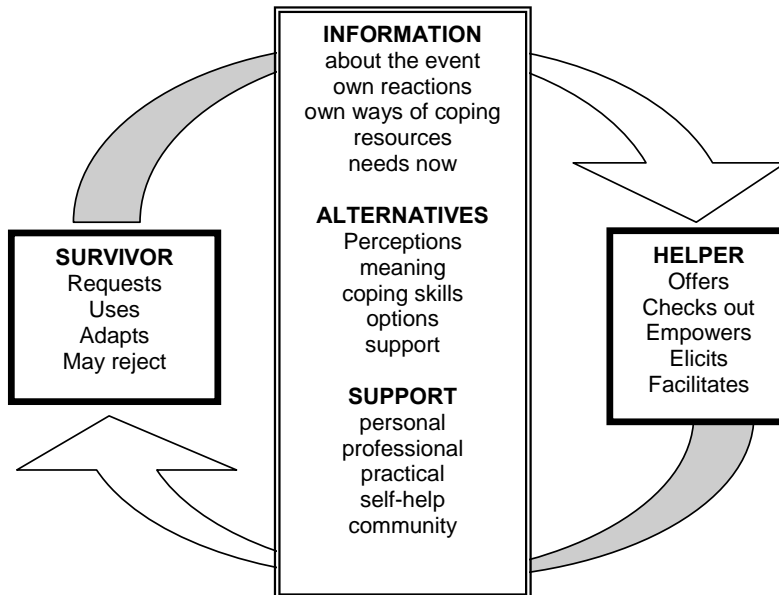 SURVIVOR
Requests
Uses
Adapts
May reject
INFORMATION
about the event
own reactions
own ways of coping
resources
needs now
ALTERNATIVES
Perceptions
meaning
coping skills
options
support
SUPPORT
personal
professional
practical
self-help
community
HELPER
Offers
Checks out
Empowers
Elicits
Facilitates